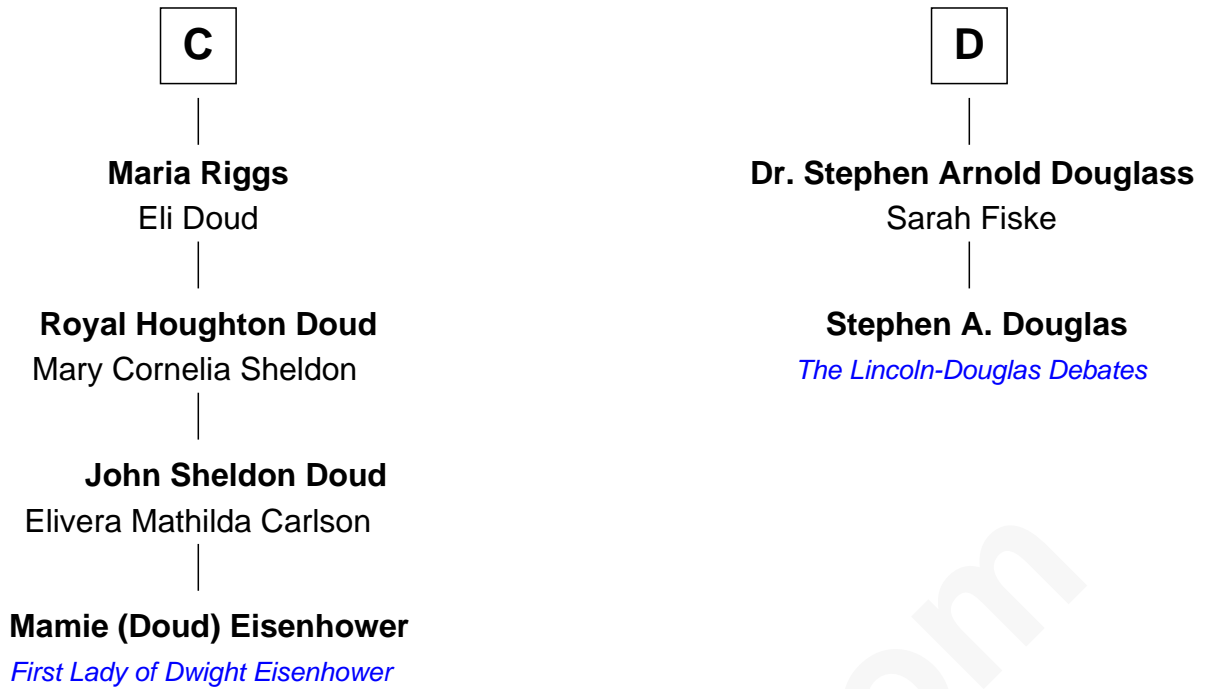 C
Maria Riggs
Eli Doud
Royal Houghton Doud
Mary Cornelia Sheldon
John Sheldon Doud
Elivera Mathilda Carlson
Mamie (Doud) Eisenhower
First Lady of Dwight Eisenhower
D
Dr. Stephen Arnold Douglass
Sarah Fiske
Stephen A. Douglas
The Lincoln-Douglas Debates
om